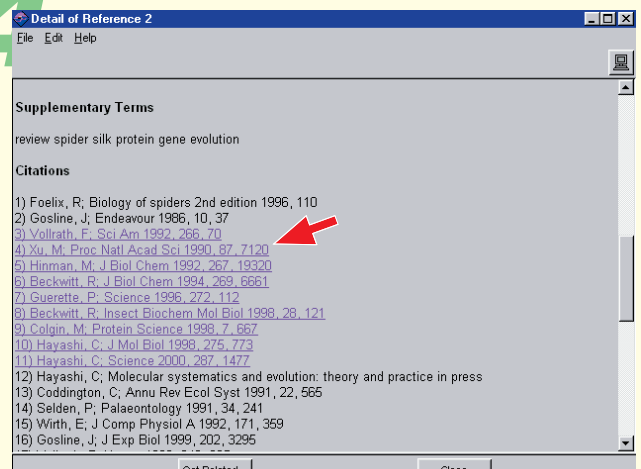 Detail of Reference 2
File Edit Help
Supplementary Terms
review spider silk protein gene evolution
Citations
1) Foelix, R; Biology of spiders 2nd edition 1996, 110
2) Gosline, J; Endeavour 1986, 10, 37
3) Vollrath, F; Sci Am 1992, 266, 70
4) Xu, M; Proc Natl Acad Sci 1990, 87, 7120
5) Hinman, M; J Biol Chem 1992, 267, 19320
6) Beckwitt, R; J Biol Chem 1994, 269, 6661
7) Guerette, P; Science 1996, 272, 112
8) Beckwitt, R; Insect Biochem Mol Biol 1998, 28, 121
9) Colgin, M; Protein Science 1998, 7, 667
10) Hayashi, C; J Mol Biol 1998, 275, 773
11) Hayashi, C; Science 2000, 287, 1477
12) Hayashi, C; Molecular systematics and evolution: theory and practice in press
13) Coddington, C; Annu Rev Ecol Syst 1991, 22, 565
14) Selden, P; Palaeontology 1991, 34, 241
15) Wirth, E; J Comp Physiol A 1992, 171, 359
16) Gosline, J; J Exp Biol 1999, 202, 3295
Get Related Close